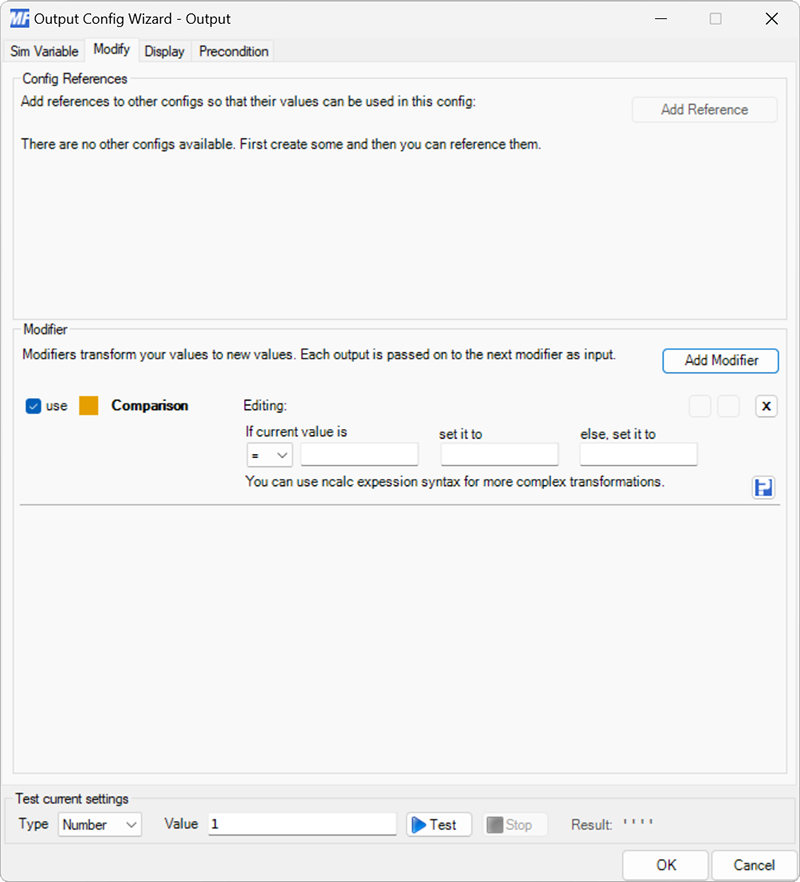 MF Output Config Wizard - Output
Sim Variable Modify Display Precondition
Config References
Add references to other configs so that their values can be used in this config:
Add Reference
There are no other configs available. First create some and then you can reference them.
Modifier
Modifiers transform your values to new values. Each output is passed on to the next modifier as input.
Add Modifier
use Comparison Editing: X
If current value is set it to else, set it to
=
You can use ncalc expession syntax for more complex transformations.
Test current settings
Type Number Value 1 Test Stop Result: ' ' ' '
OK Cancel